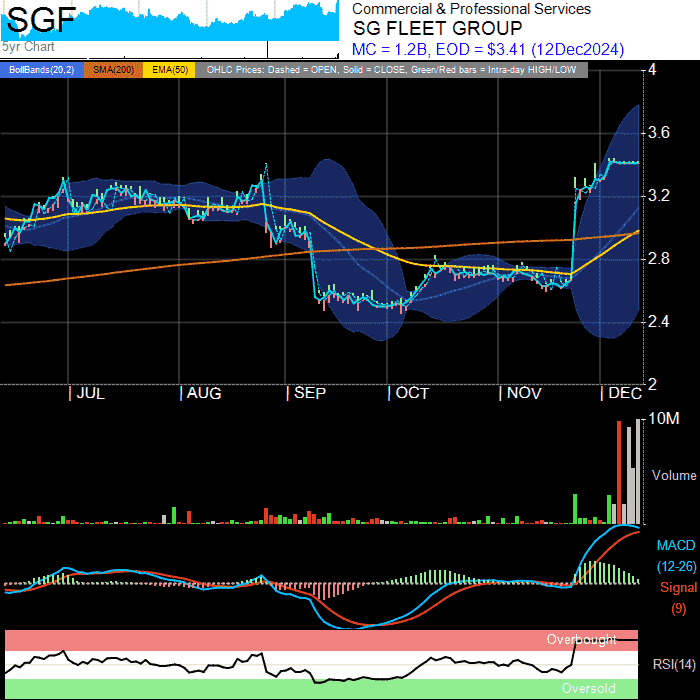 SGF
5yr Chart
Commercial & Professional Services
SG FLEET GROUP
MC = 1.2B, EOD = $3.41 (12Dec2024)
BollBands(20,2) SMA(200) EMA(50) OHLC Prices: Dashed = OPEN, Solid = CLOSE, Green/Red bars = Intra-day HIGH/LOW
4
3.6
3.2
2.8
2.4
2
| JUL | AUG | SEP | OCT | NOV | DEC
10M
Volume
MACD
(12-26)
Signal
(9)
Overbought
RSI(14)
Oversold